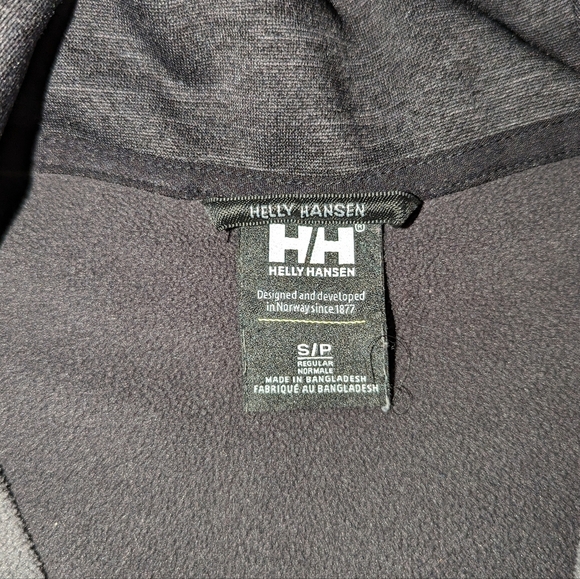 HELLY HANSEN
H/H®
HELLY HANSEN
Designed and developed
in Norway since 1877
S/P
REGULAR
NORMALE
MADE IN BANGLADESH
FABRIQUÉ AU BANGLADESH